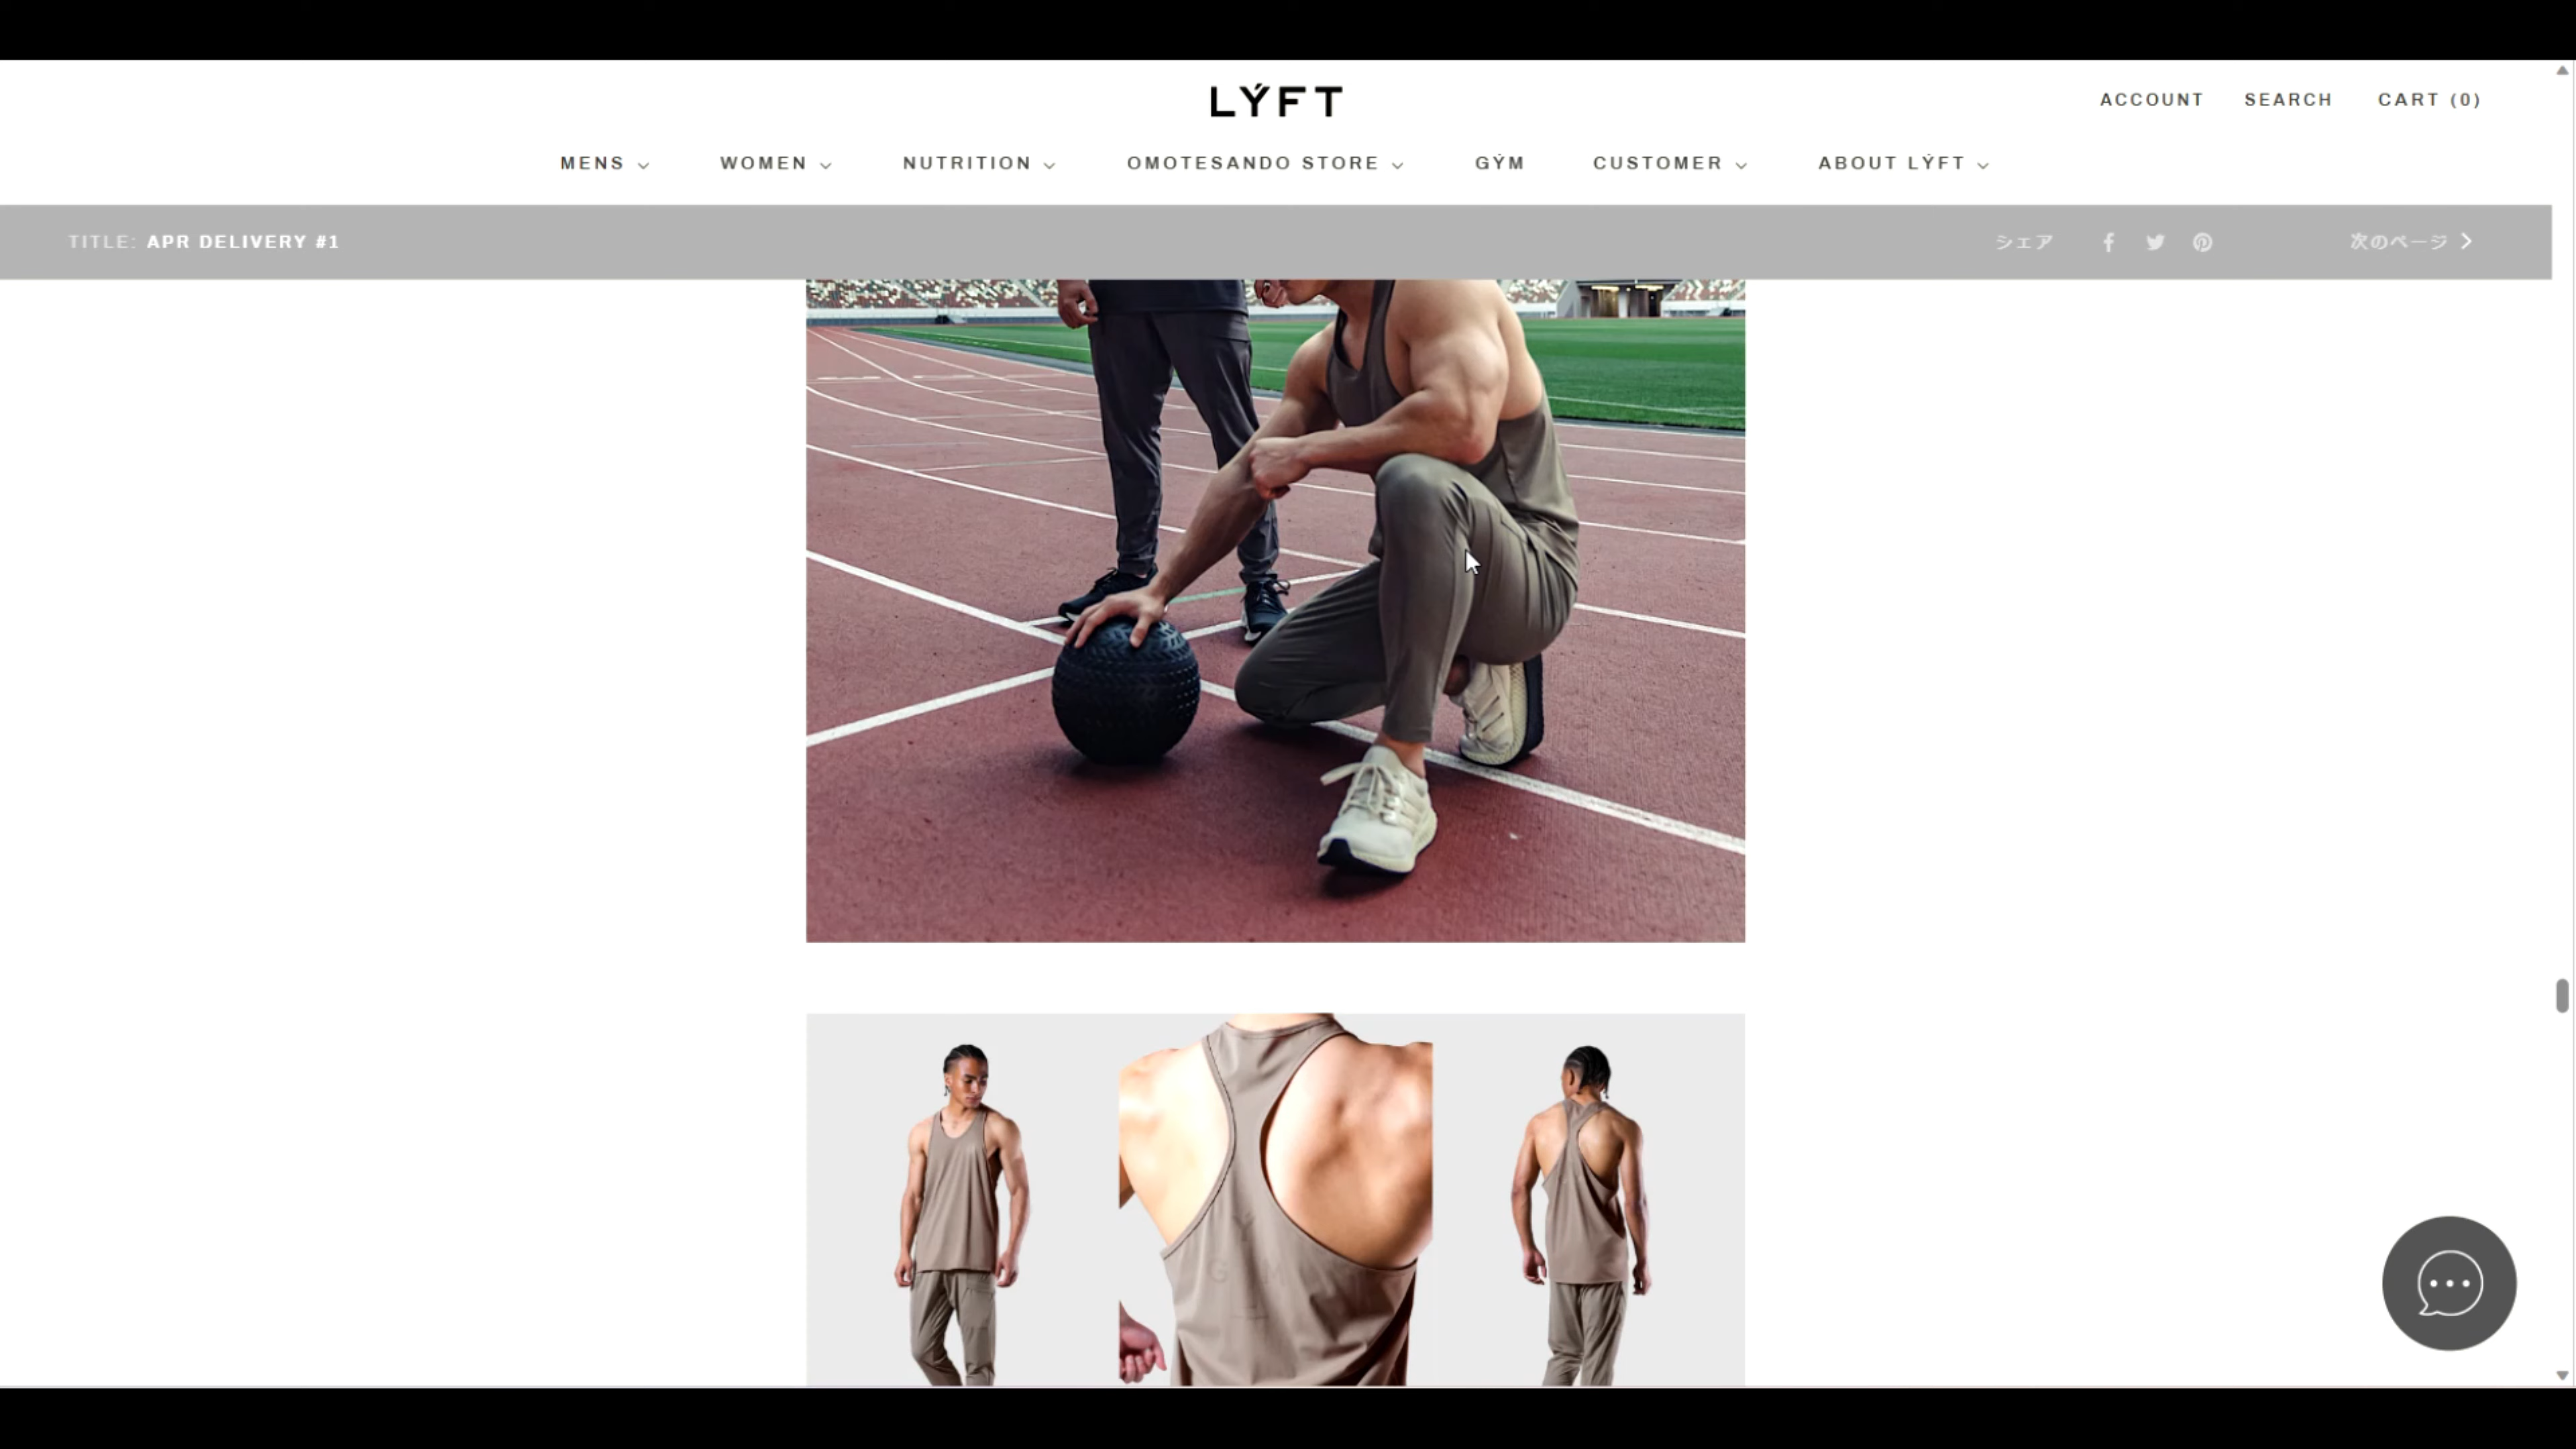 LÝFT
ACCOUNT SEARCH CART (0)
MENS WOMEN NUTRITION OMOTESANDO STORE GÝM CUSTOMER ABOUT LÝFT
TITLE: APR DELIVERY #1 シェア 次のページ